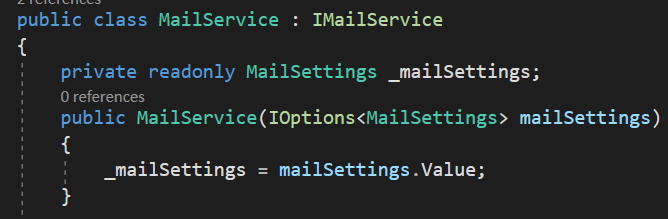 2 references
public class MailService : IMailService
{
private readonly MailSettings _mailSettings;
0 references
public MailService(IOptions<MailSettings> mailSettings)
{
_mailSettings = mailSettings.Value;
}